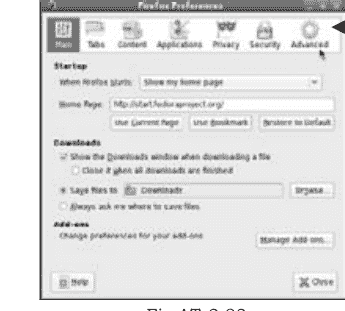 Firefox Preferences
Main Tabs Content Applications Privacy Security Advanced
Startup
When Firefox starts: Show my home page
Home Page: http://start.fedoraproject.org/
Use Current Page Use Bookmark Restore to Default
Downloads
Show the Downloads window when downloading a file
Close it when all downloads are finished
Save files to Downloads Browse...
Always ask me where to save files
Add-ons
Change preferences for your add-ons
Manage Add-ons...
Help Close